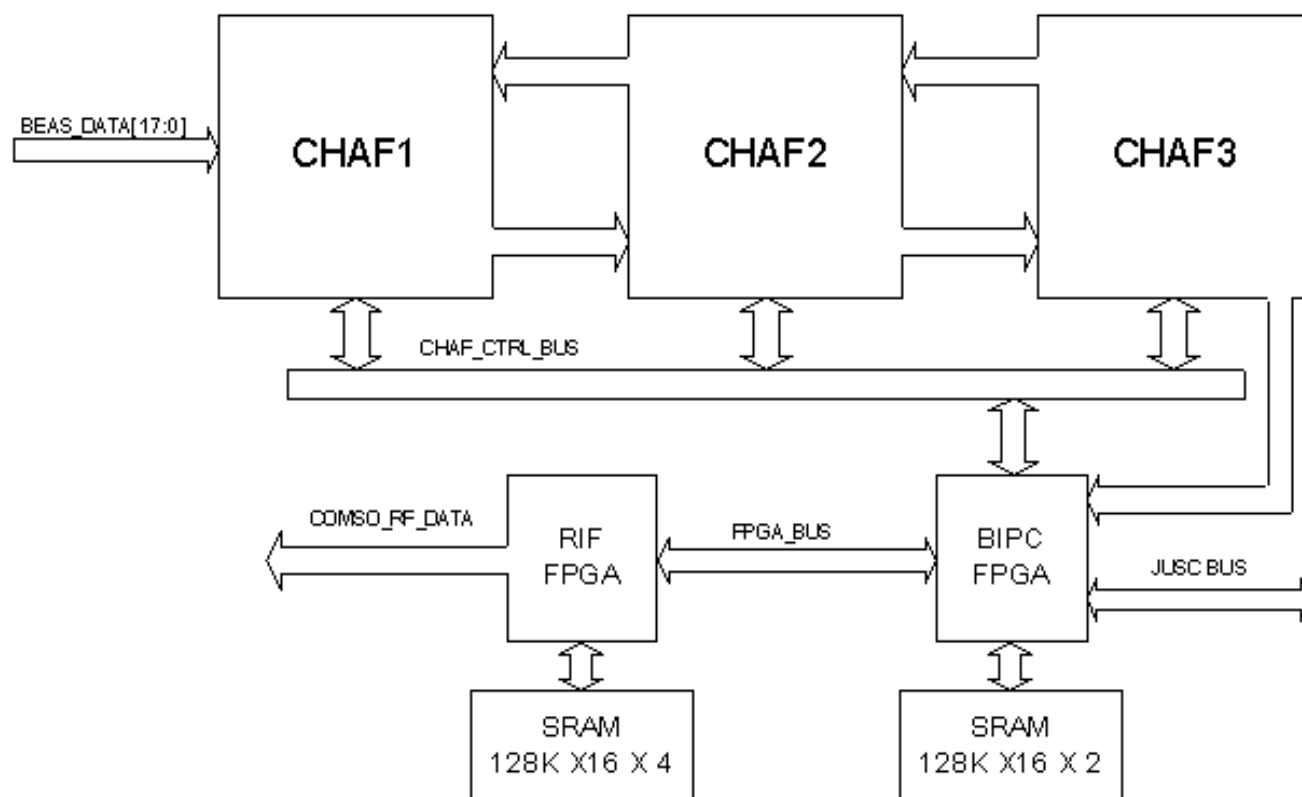 BEAS_DATA[17:0]
CHAF1
CHAF2
CHAF3
CHAF_CTRL_BUS
COMSO_RF_DATA
RIF
FPGA
FPGA_BUS
BIPC
FPGA
JUSC BUS
SRAM
128K X16 X 4
SRAM
128K X16 X 2